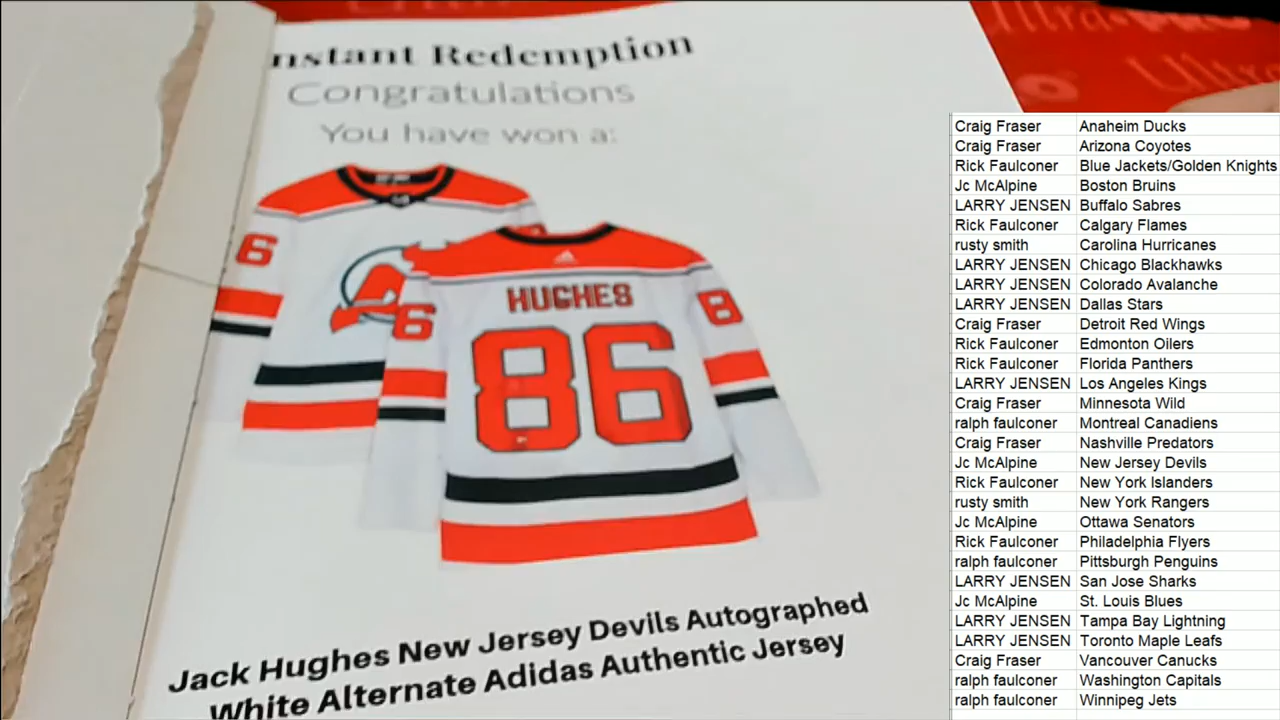 nstant Redemption
Congratulations
You have won a:
6
6
HUGHES
8
86
Jack Hughes New Jersey Devils Autographed
White Alternate Adidas Authentic Jersey
Craig Fraser Anaheim Ducks
Craig Fraser Arizona Coyotes
Rick Faulconer Blue Jackets/Golden Knights
Jc McAlpine Boston Bruins
LARRY JENSEN Buffalo Sabres
Rick Faulconer Calgary Flames
rusty smith Carolina Hurricanes
LARRY JENSEN Chicago Blackhawks
LARRY JENSEN Colorado Avalanche
LARRY JENSEN Dallas Stars
Craig Fraser Detroit Red Wings
Rick Faulconer Edmonton Oilers
Rick Faulconer Florida Panthers
LARRY JENSEN Los Angeles Kings
Craig Fraser Minnesota Wild
ralph faulconer Montreal Canadiens
Craig Fraser Nashville Predators
Jc McAlpine New Jersey Devils
Rick Faulconer New York Islanders
rusty smith New York Rangers
Jc McAlpine Ottawa Senators
Rick Faulconer Philadelphia Flyers
ralph faulconer Pittsburgh Penguins
LARRY JENSEN San Jose Sharks
Jc McAlpine St. Louis Blues
LARRY JENSEN Tampa Bay Lightning
LARRY JENSEN Toronto Maple Leafs
Craig Fraser Vancouver Canucks
ralph faulconer Washington Capitals
ralph faulconer Winnipeg Jets